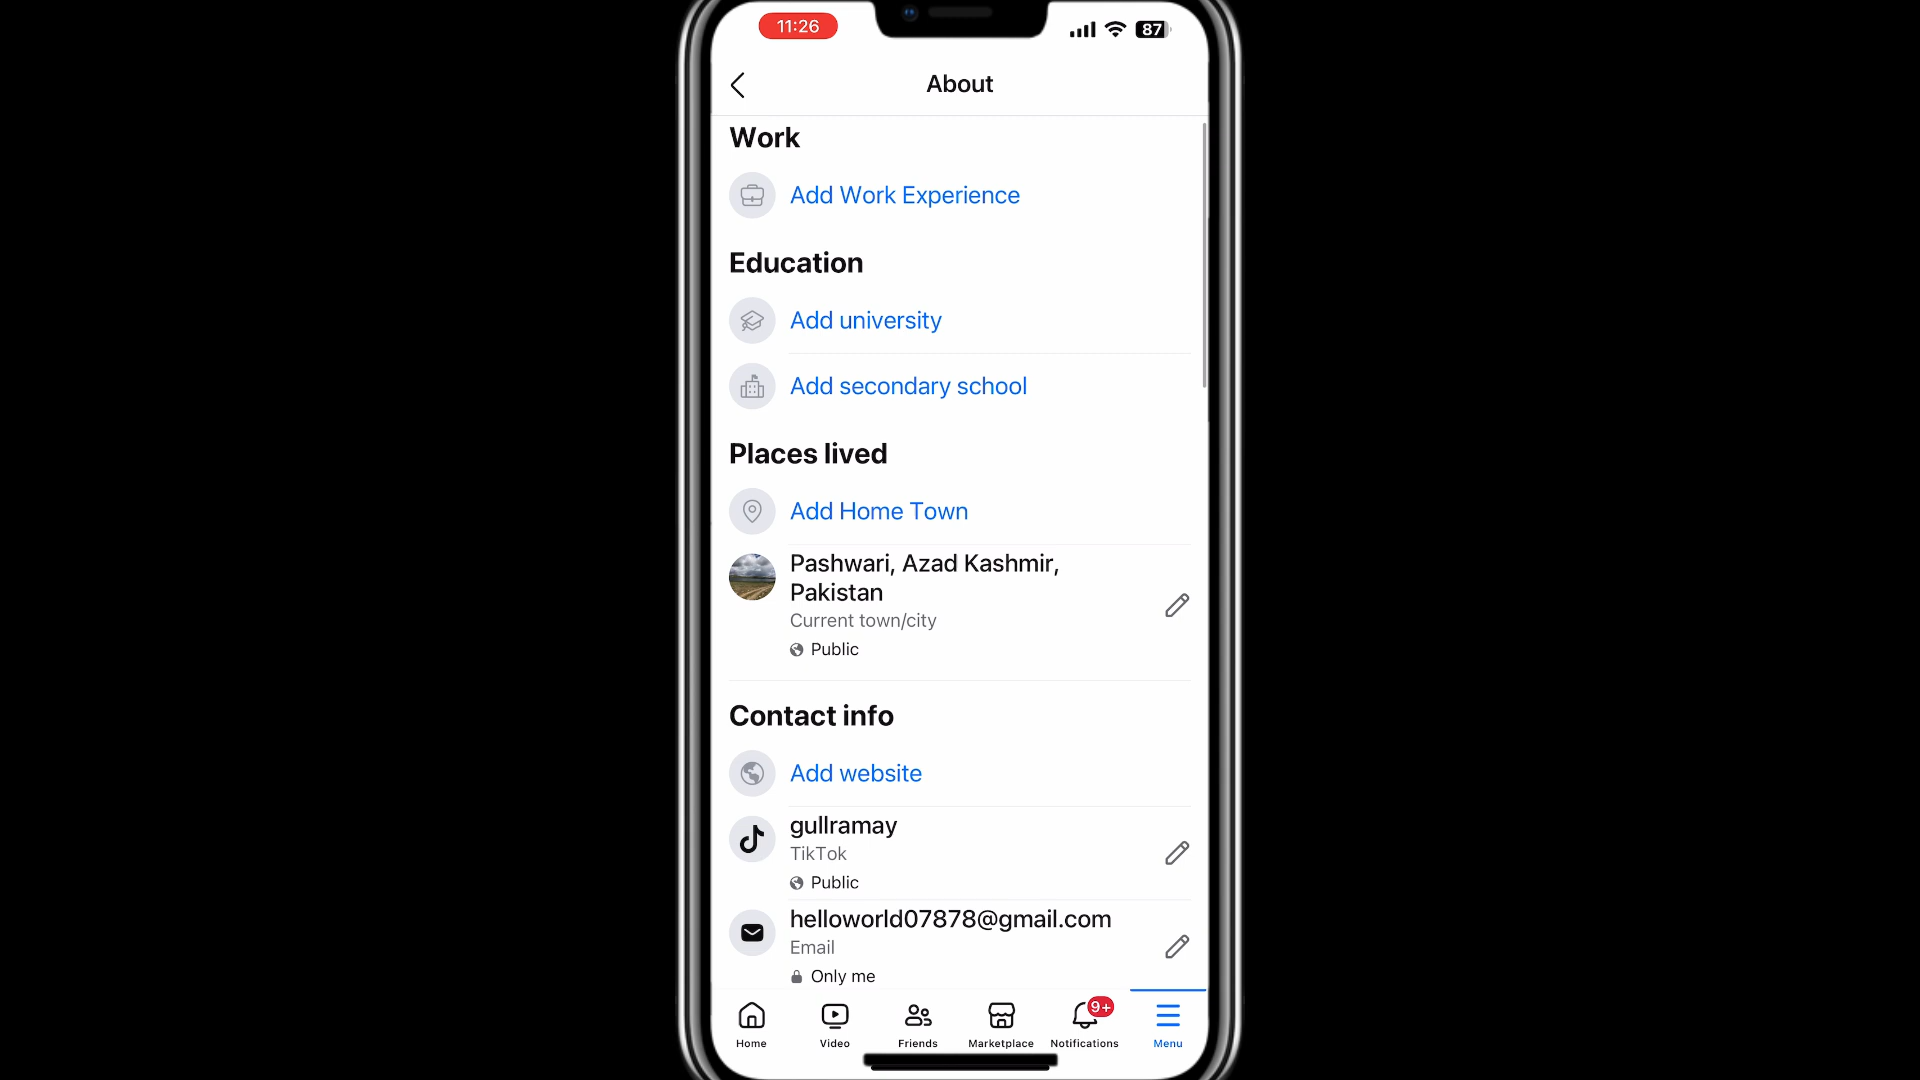 11:26
87
About
Work
Add Work Experience
Education
Add university
Add secondary school
Places lived
Add Home Town
Pashwari, Azad Kashmir,
Pakistan
Current town/city
Public
Contact info
Add website
gullramay
TikTok
Public
helloworld07878@gmail.com
Email
Only me
9+
Home
Video
Friends
Marketplace
Notifications
Menu